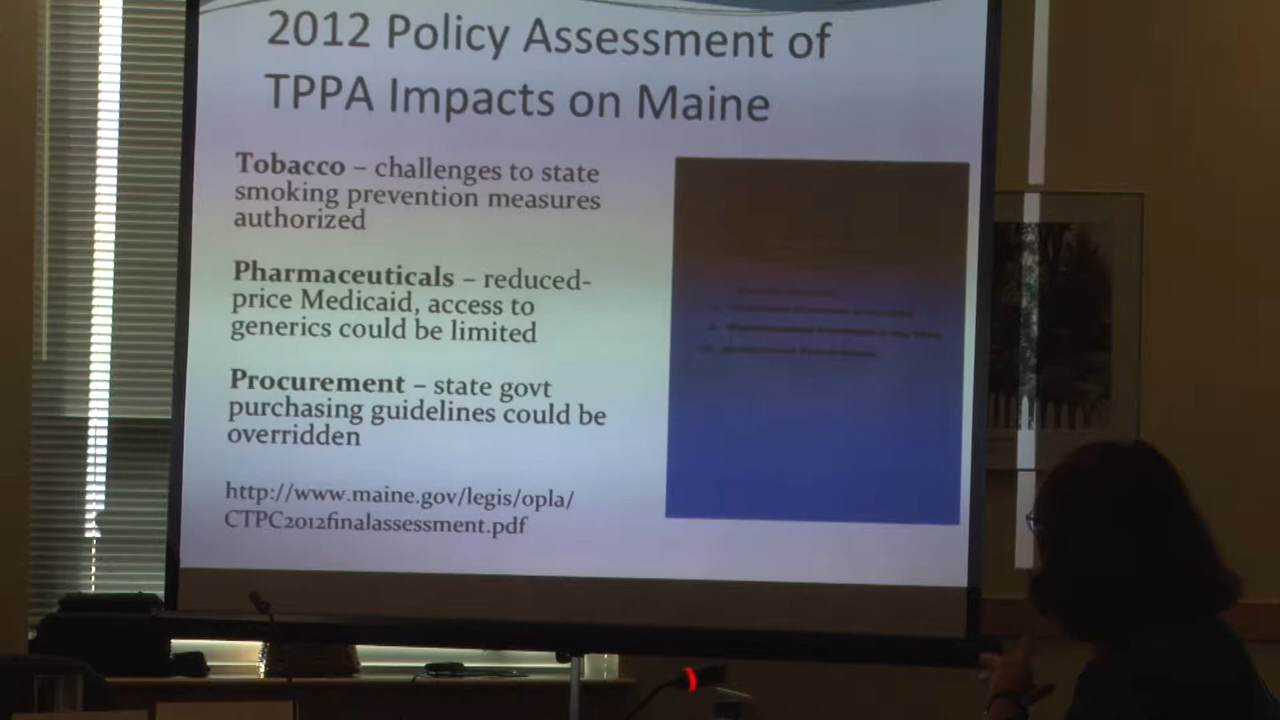 2012 Policy Assessment of
TPPA Impacts on Maine
Tobacco – challenges to state
smoking prevention measures
authorized
Pharmaceuticals – reduced-
price Medicaid, access to
generics could be limited
Procurement – state govt
purchasing guidelines could be
overridden
http://www.maine.gov/legis/opla/
CTPC2012finalassessment.pdf